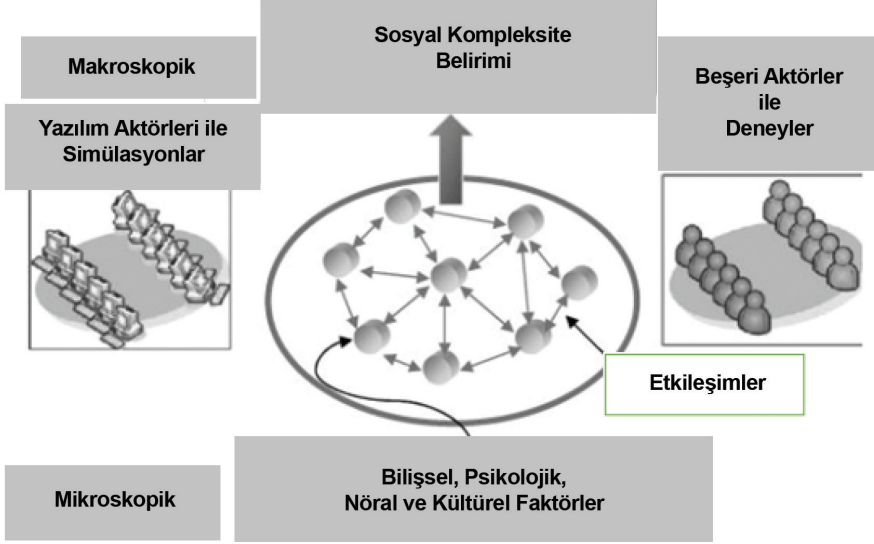 Makroskopik
Sosyal Kompleksite
Belirimi
Yazılım Aktörleri ile
Simülasyonlar
Beşeri Aktörler
ile
Deneyler
Etkileşimler
Mikroskopik
Bilişsel, Psikolojik,
Nöral ve Kültürel Faktörler